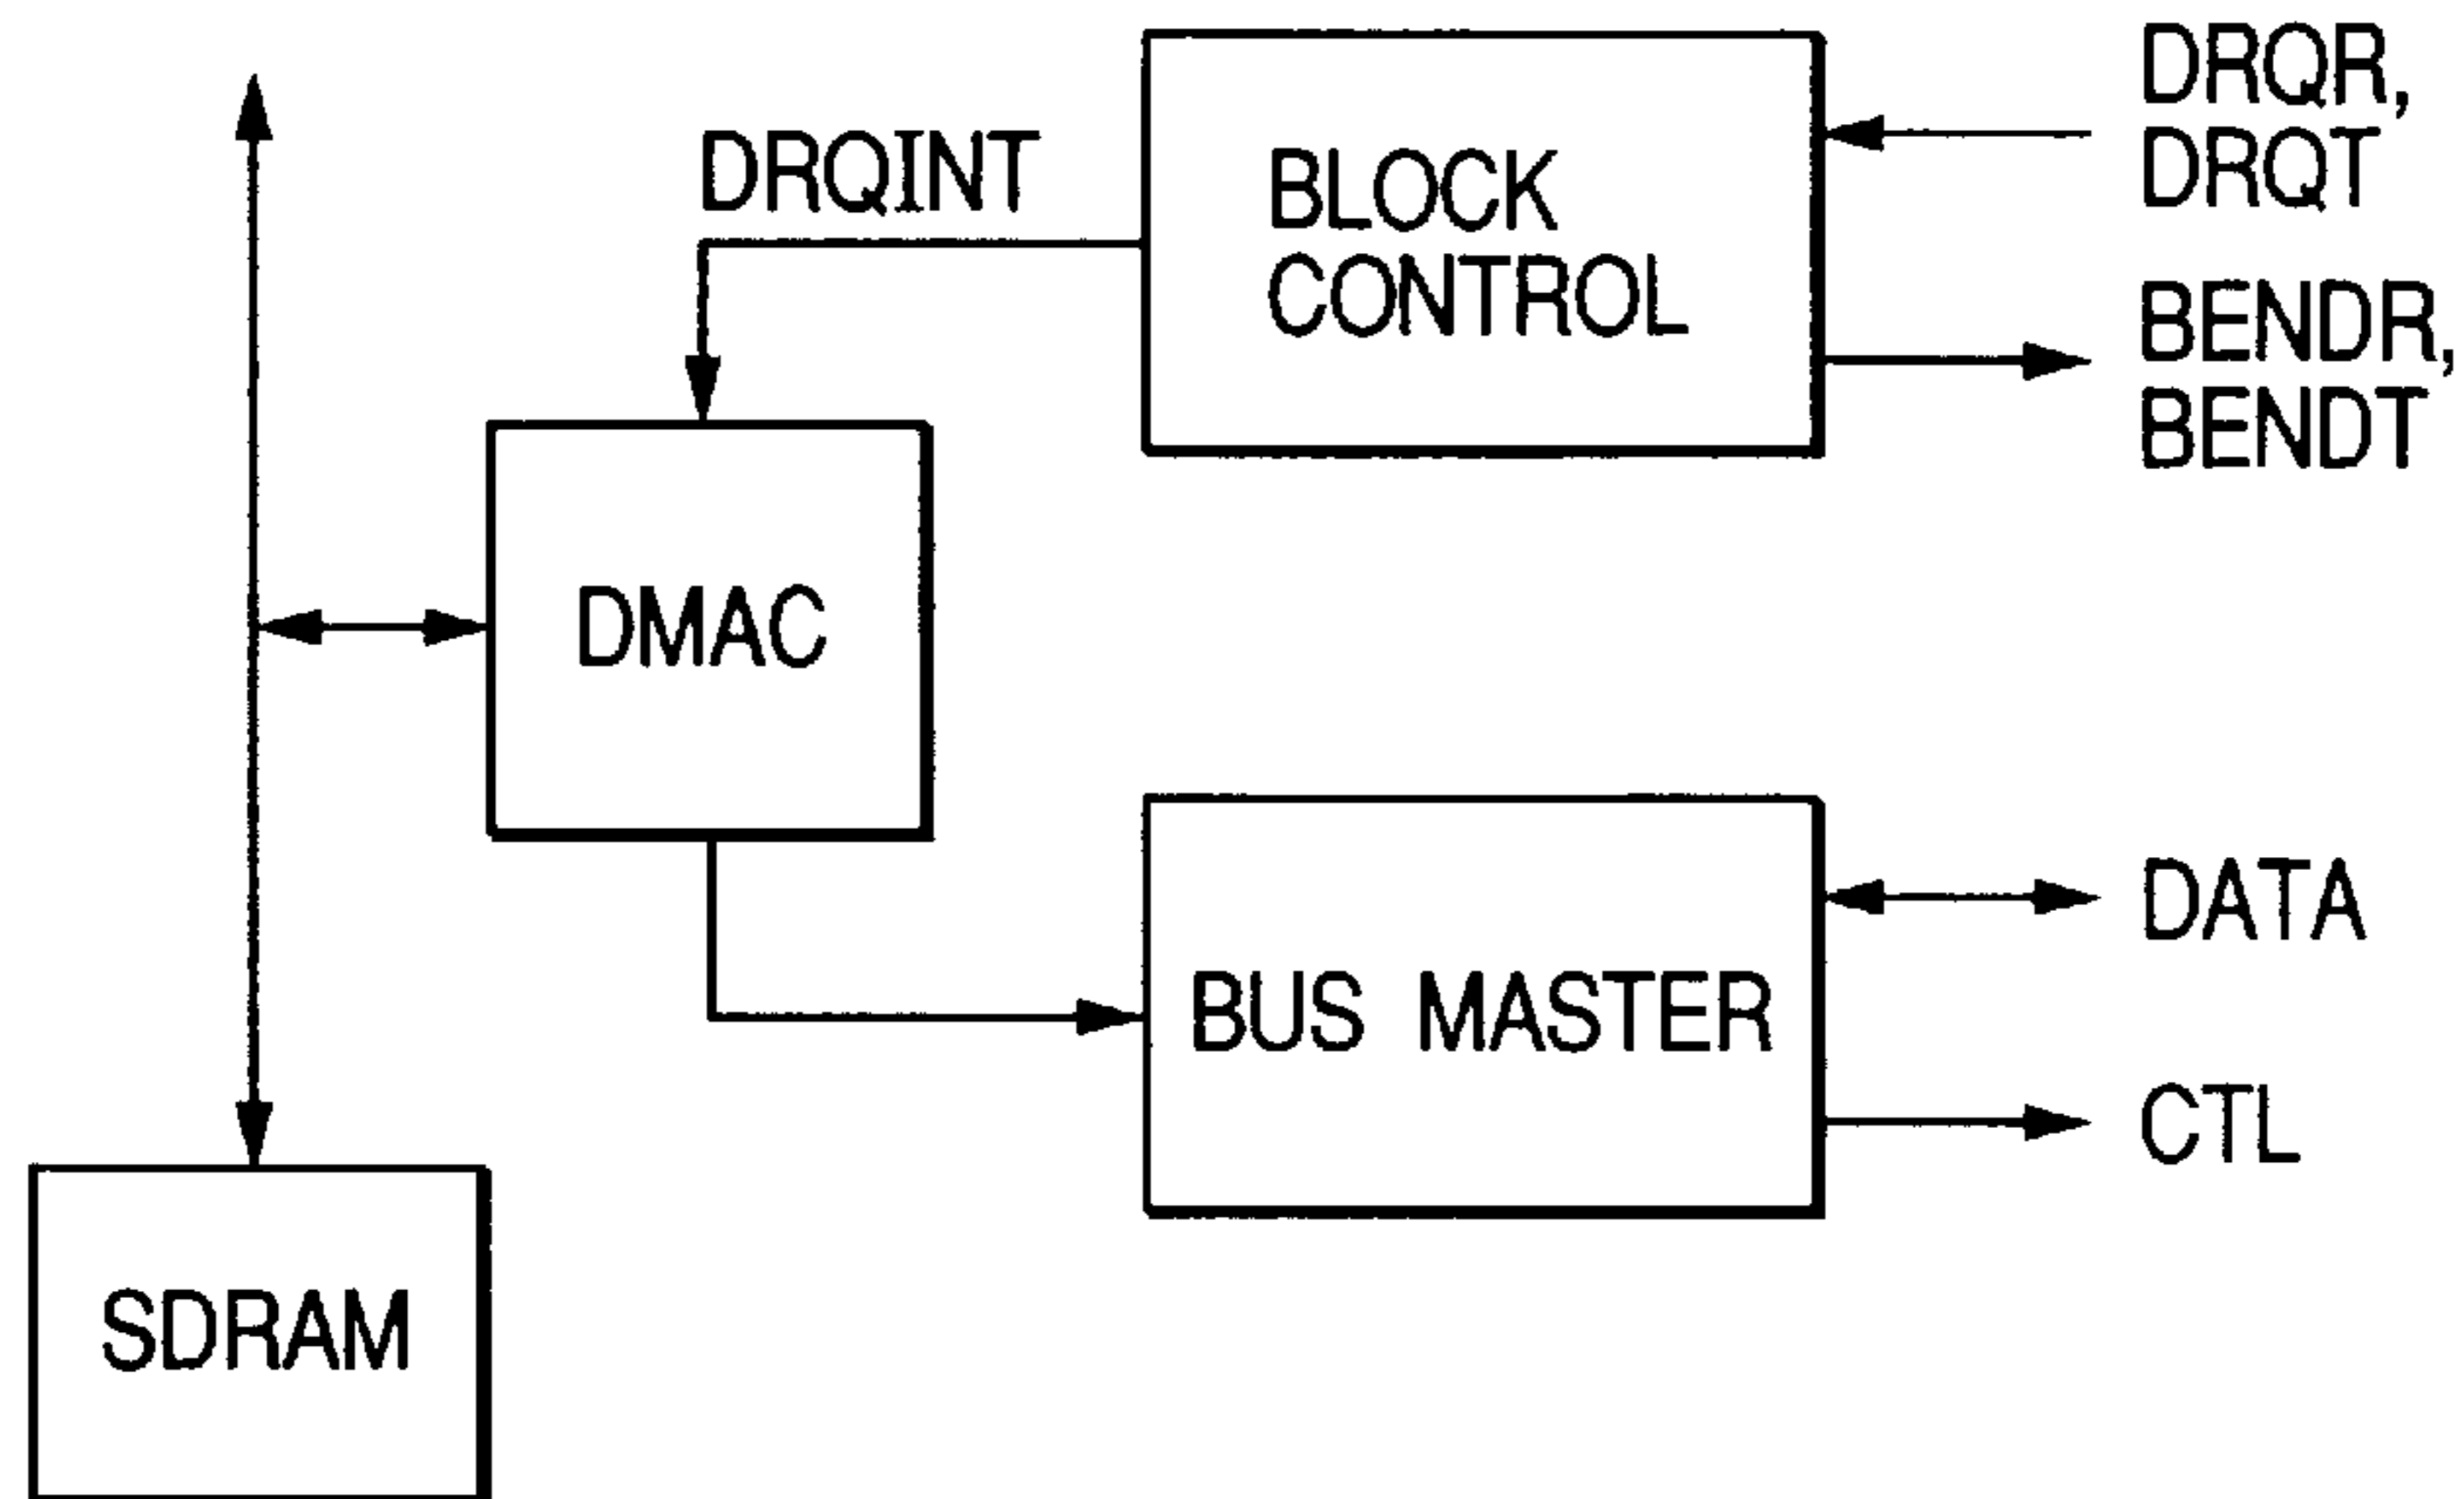 DRQR,
DRQT
DRQINT
BLOCK
CONTROL
BENDR,
BENDT
DMAC
DATA
BUS MASTER
CTL
SDRAM